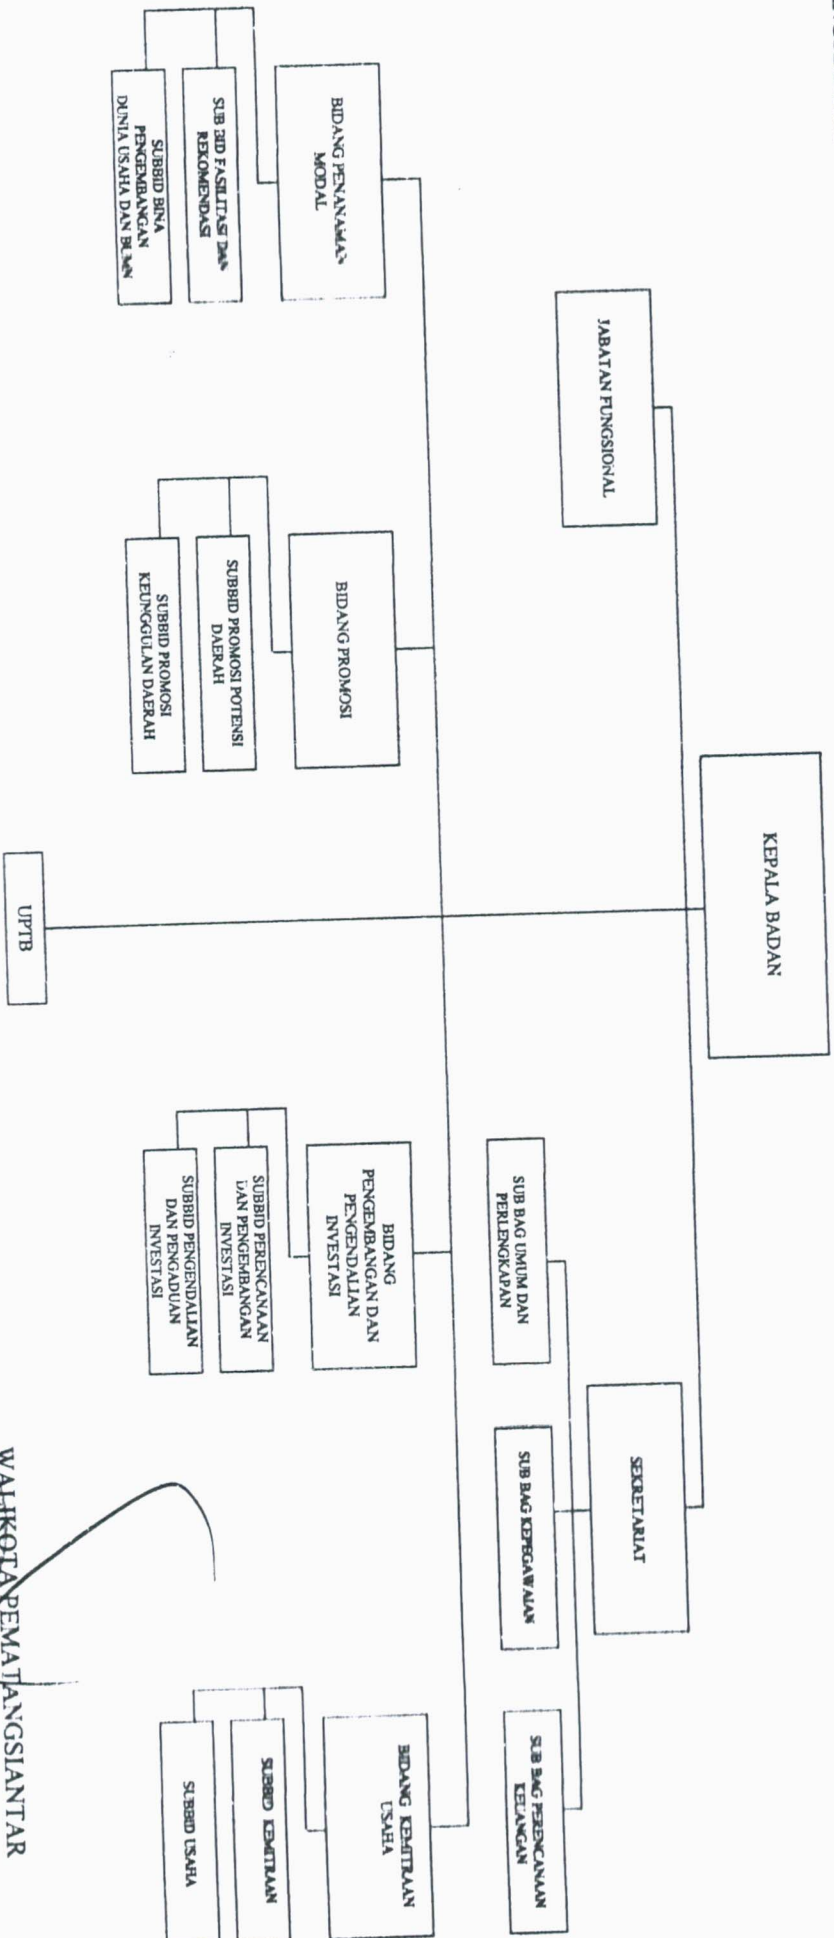 KEPALA BADAN
JABATAN FUNGSIONAL
SEKRETARIAT
SUB BAG UMUM DAN
PERLENGKAPAN
SUB BAG KEPEGAWAIAN
SUB BAG PERENCANAAN
KEUANGAN
BIDANG PENANAMAN
MODAL
SUB BID FASILITASI DAN
REKOMENDASI
SUBBID BINA
PENGEMBANGAN
DUNIA USAHA DAN BUMN
BIDANG PROMOSI
SUBBID PROMOSI POTENSI
DAERAH
SUBBID PROMOSI
KEUNGGULAN DAERAH
BIDANG
PENGEMBANGAN DAN
PENGENDALIAN
INVESTASI
SUBBID PERENCANAAN
DAN PENGEMBANGAN
INVESTASI
SUBBID PENGENDALIAN
DAN PENGADUAN
INVESTASI
BIDANG KEMITRAAN
USAHA
SUBBID KEMITRAAN
SUBBID USAHA
UPTB
WALIKOTA PEMATANGSIANTAR